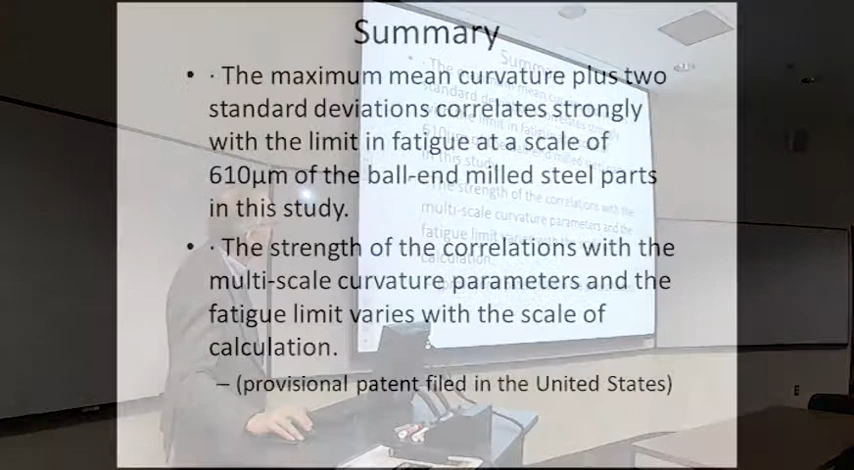 Summary
• · The maximum mean curvature plus two
standard deviations correlates strongly
with the limit in fatigue at a scale of
610µm of the ball-end milled steel parts
in this study.
• · The strength of the correlations with the
multi-scale curvature parameters and the
fatigue limit varies with the scale of
calculation.
– (provisional patent filed in the United States)